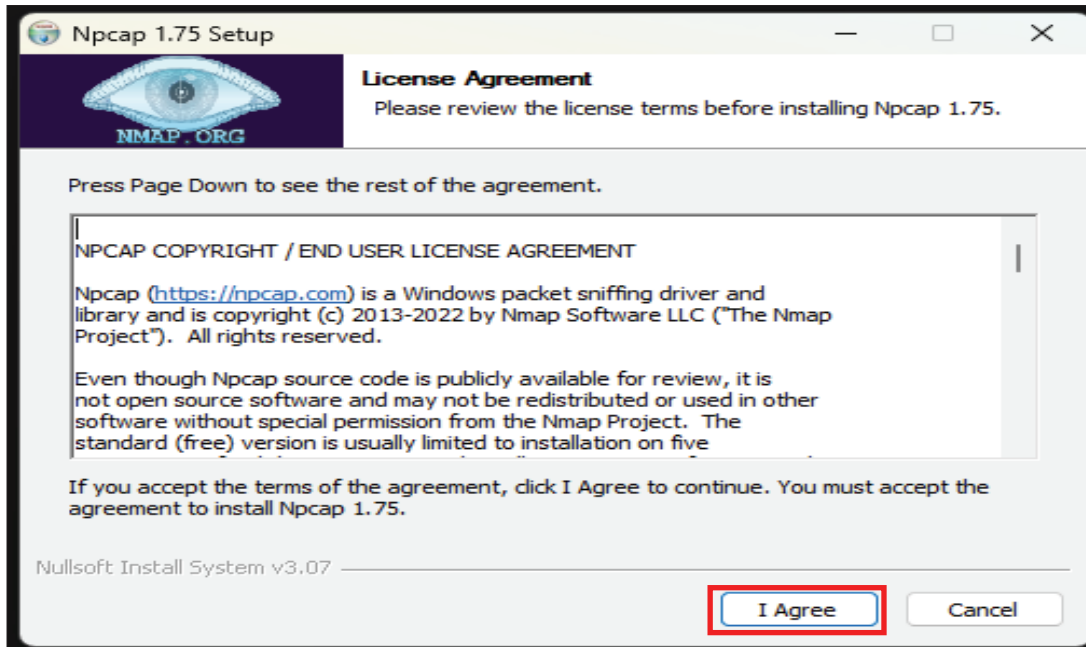 Npcap 1.75 Setup
NMAP.ORG
License Agreement
Please review the license terms before installing Npcap 1.75.
Press Page Down to see the rest of the agreement.
NPCAP COPYRIGHT / END USER LICENSE AGREEMENT
Npcap (https://npcap.com) is a Windows packet sniffing driver and
library and is copyright (c) 2013-2022 by Nmap Software LLC ("The Nmap
Project").  All rights reserved.
Even though Npcap source code is publicly available for review, it is
not open source software and may not be redistributed or used in other
software without special permission from the Nmap Project.  The
standard (free) version is usually limited to installation on five
If you accept the terms of the agreement, click I Agree to continue. You must accept the
agreement to install Npcap 1.75.
Nullsoft Install System v3.07
I Agree
Cancel